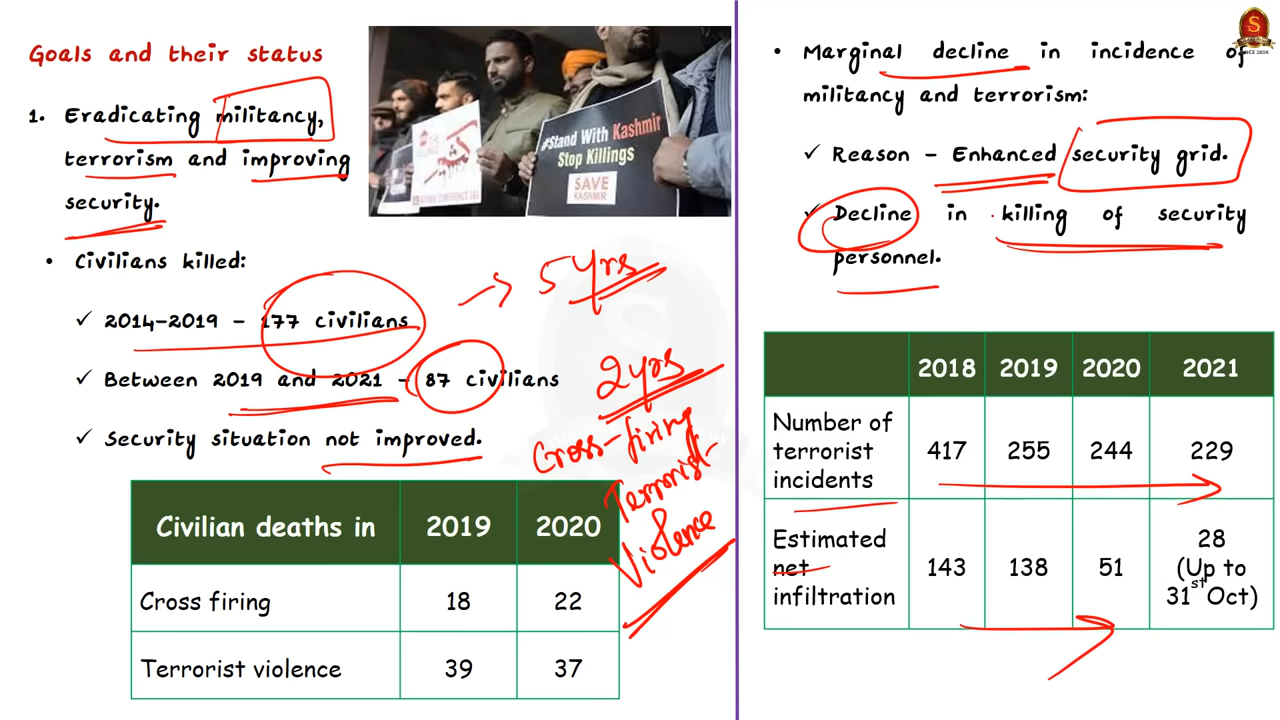 Goals and their status
1. Eradicating militancy,
terrorism and improving
security.
• Civilians killed:
✓ 2014-2019 - 177 civilians
→ 5 yrs
✓ Between 2019 and 2021 - 87 civilians
2 yrs
✓ Security situation not improved.
Cross-firing
Terrorist-
Violence
#Stand With Kashmir
Stop Killings
SAVE
KASHMIR
Civilian deaths in 2019 2020
Cross firing 18 22
Terrorist violence 39 37
• Marginal decline in incidence of
militancy and terrorism:
✓ Reason - Enhanced security grid.
✓ Decline in killing of security
personnel.
2018 2019 2020 2021
Number of
terrorist
incidents
417 255 244 229
Estimated
net
infiltration
143 138 51 28
(Up to
31st Oct)